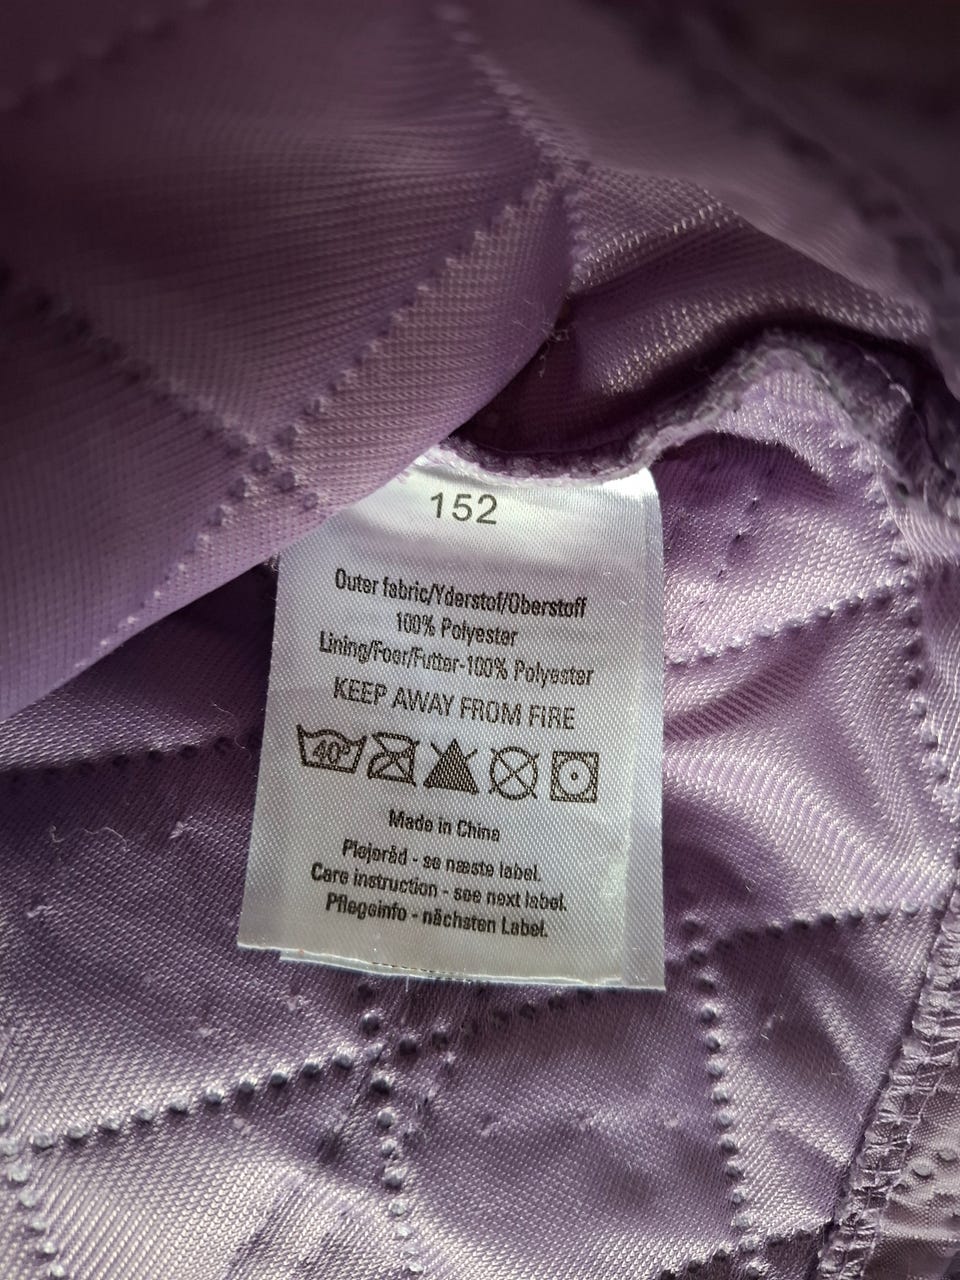 152
Outer fabric/Yderstof/Oberstoff
100% Polyester
Lining/Foer/Futter-100% Polyester
KEEP AWAY FROM FIRE
40°
Made in China
Plejeråd - se næste label.
Care instruction - see next label.
Pflegeinfo - nächsten Label.